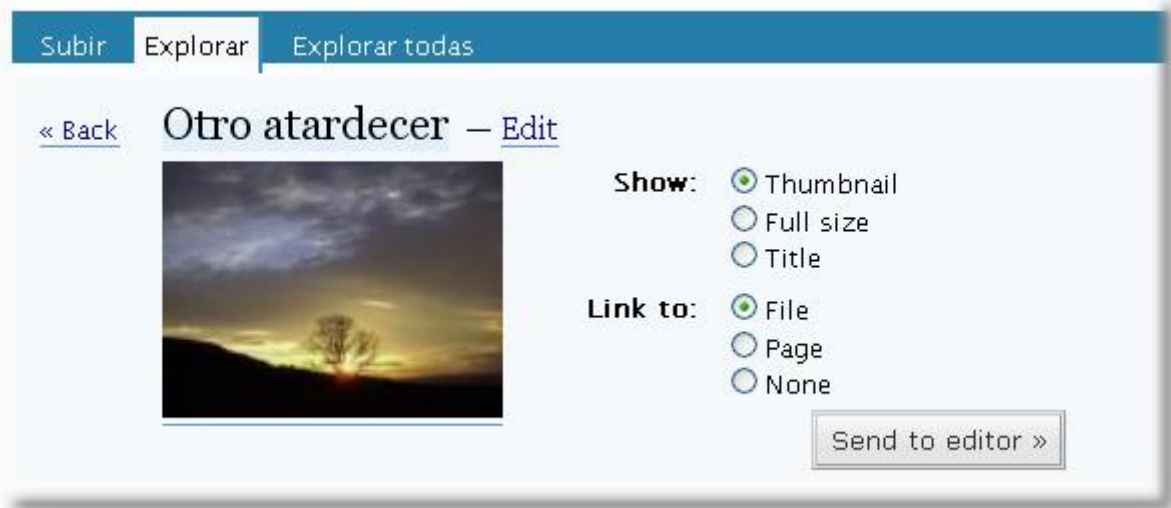 Subir Explorar Explorar todas
« Back Otro atardecer — Edit
Show: Thumbnail
Full size
Title
Link to: File
Page
None
Send to editor »